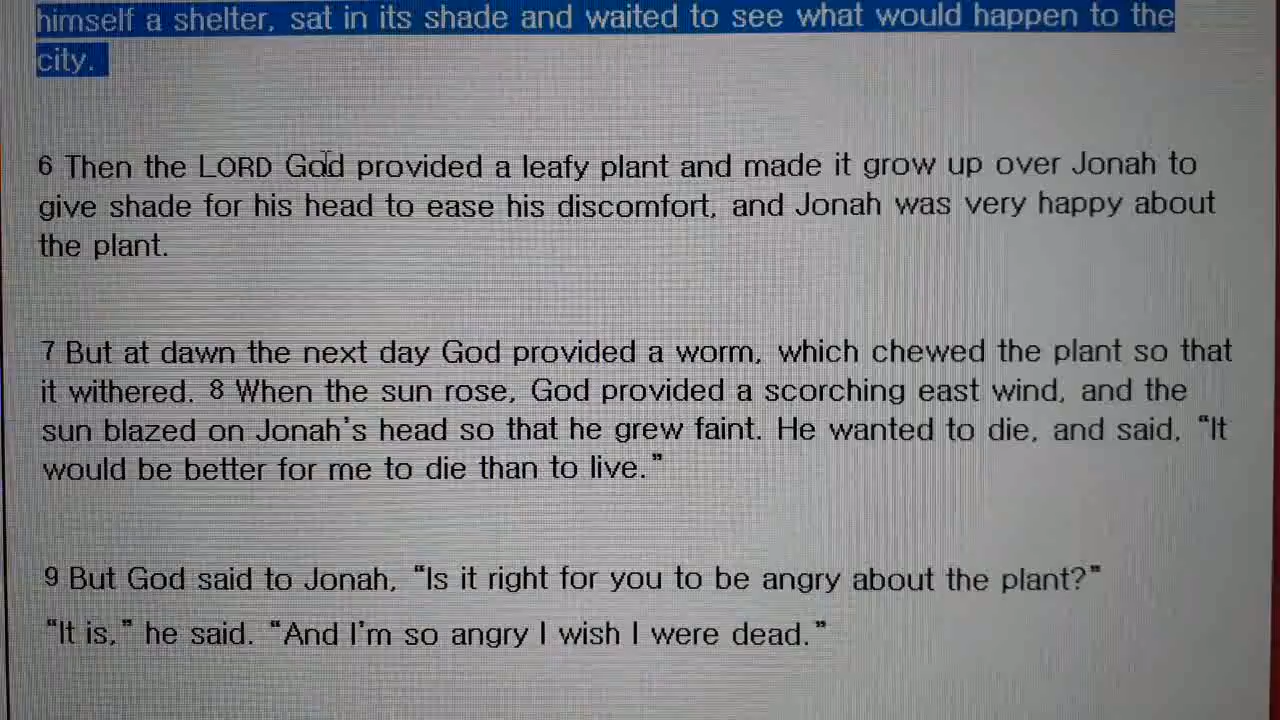 himself a shelter, sat in its shade and waited to see what would happen to the
city.
6 Then the LORD God provided a leafy plant and made it grow up over Jonah to
give shade for his head to ease his discomfort, and Jonah was very happy about
the plant.
7 But at dawn the next day God provided a worm, which chewed the plant so that
it withered. 8 When the sun rose, God provided a scorching east wind, and the
sun blazed on Jonah's head so that he grew faint. He wanted to die, and said, “It
would be better for me to die than to live.”
9 But God said to Jonah, “Is it right for you to be angry about the plant?”
“It is,” he said. “And I'm so angry I wish I were dead.”